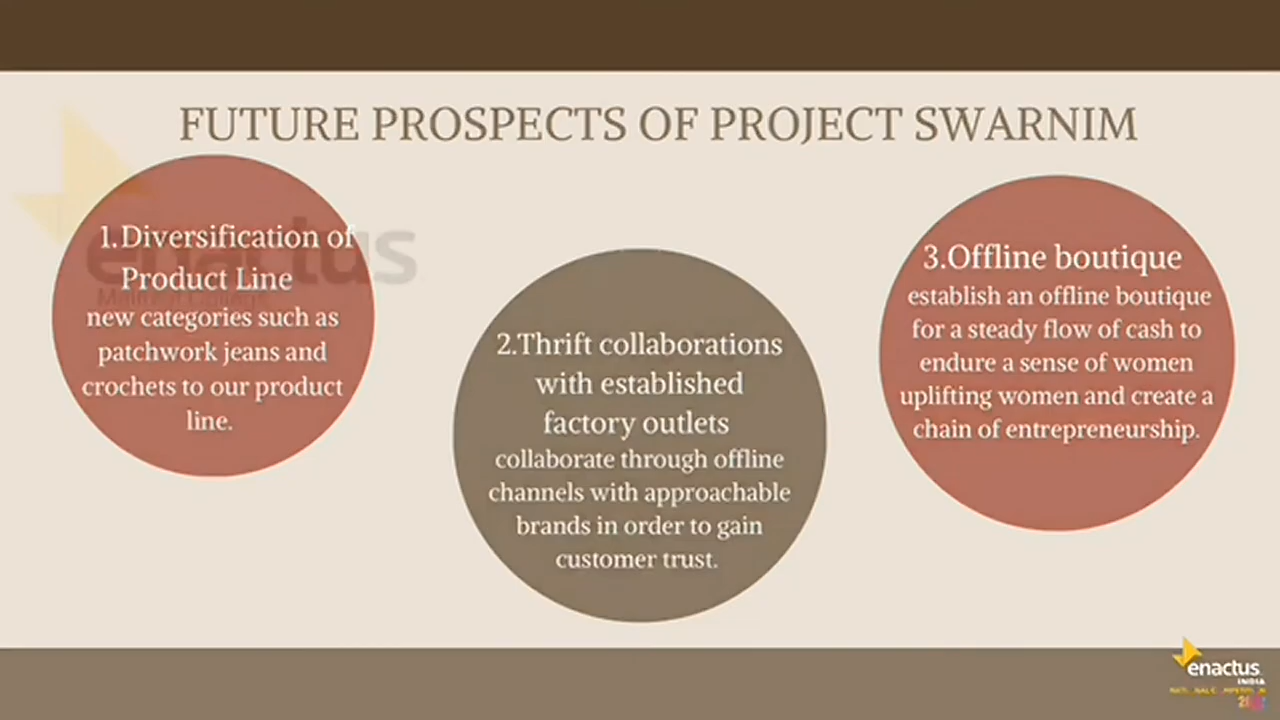 FUTURE PROSPECTS OF PROJECT SWARNIM
1.Diversification of
Product Line
new categories such as
patchwork jeans and
crochets to our product
line.
enactus
2.Thrift collaborations
with established
factory outlets
collaborate through offline
channels with approachable
brands in order to gain
customer trust.
3.Offline boutique
establish an offline boutique
for a steady flow of cash to
endure a sense of women
uplifting women and create a
chain of entrepreneurship.
enactus
INDIA